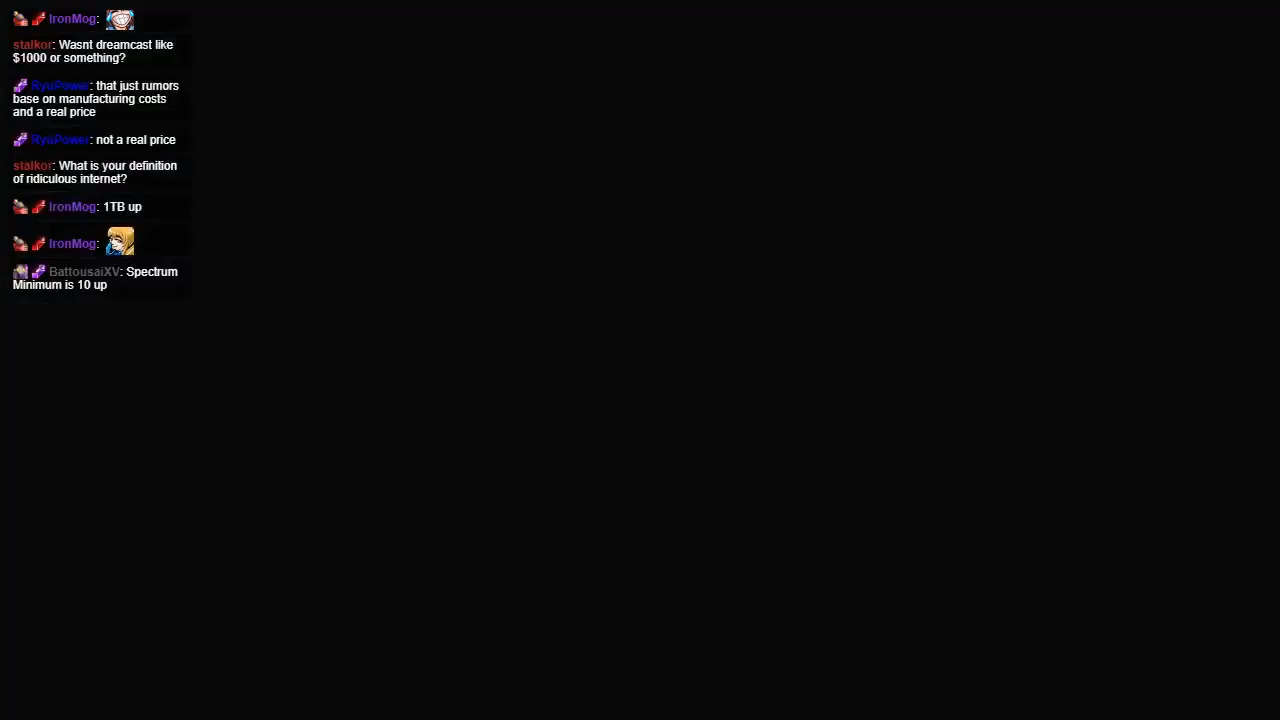 IronMog:
stalkor: Wasnt dreamcast like
$1000 or something?
RyuPower: that just rumors
base on manufacturing costs
and a real price
RyuPower: not a real price
stalkor: What is your definition
of ridiculous internet?
IronMog: 1TB up
IronMog:
BattousaiXV: Spectrum
Minimum is 10 up